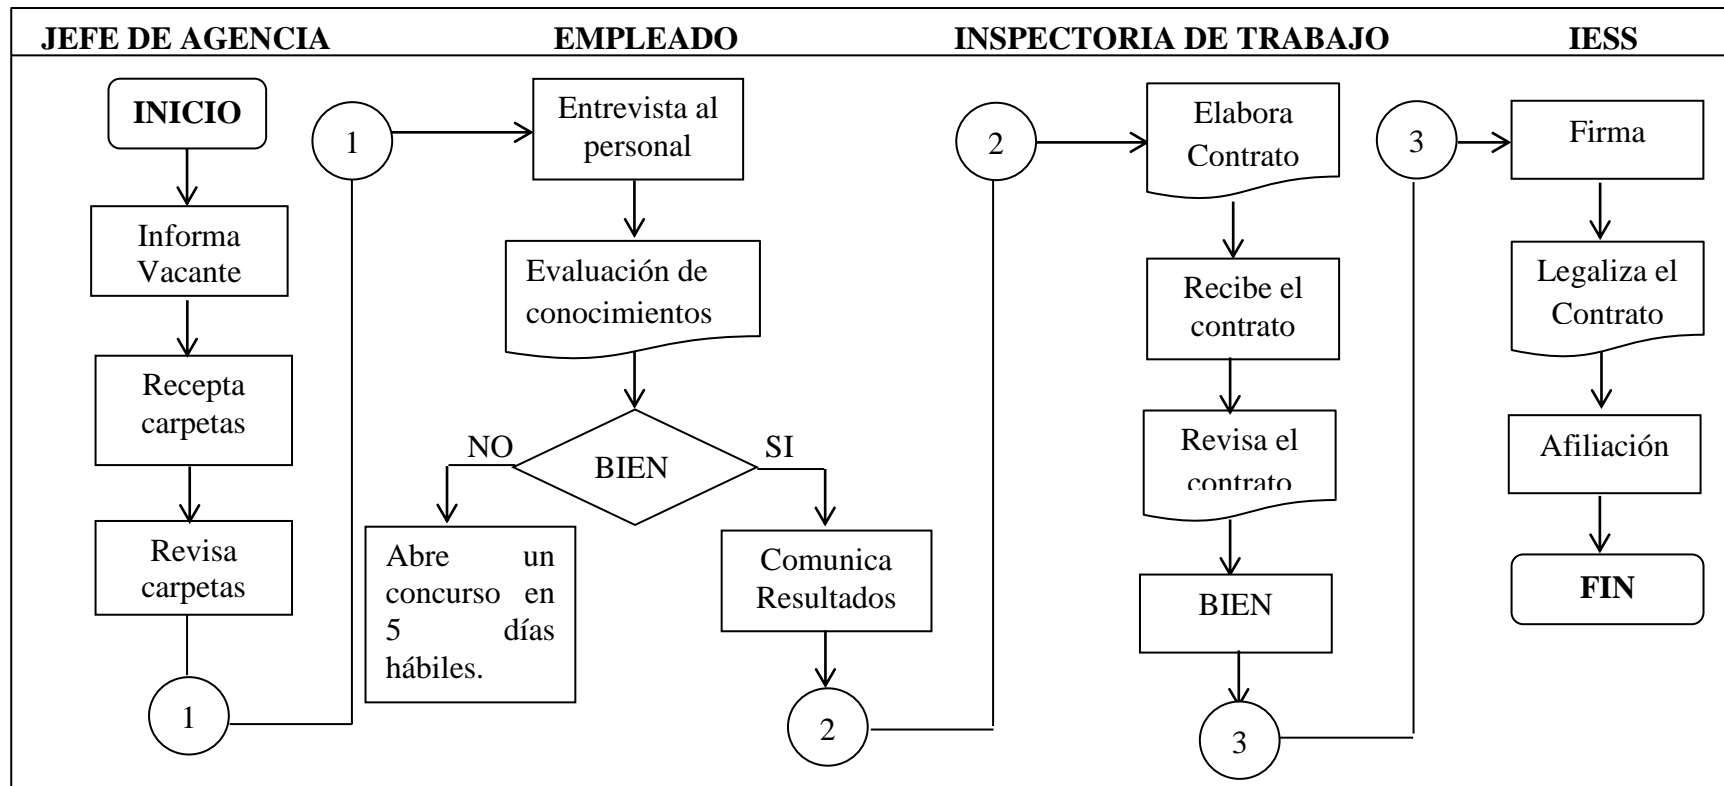 JEFE DE AGENCIA
EMPLEADO
INSPECTORIA DE TRABAJO
IESS
INICIO
Informa
Vacante
Recepta
carpetas
Revisa
carpetas
1
1
Entrevista al
personal
Evaluación de
conocimientos
BIEN
NO
SI
Abre un
concurso en
5 días
hábiles.
Comunica
Resultados
2
2
Elabora
Contrato
Recibe el
contrato
Revisa el
contrato
BIEN
3
3
Firma
Legaliza el
Contrato
Afiliación
FIN